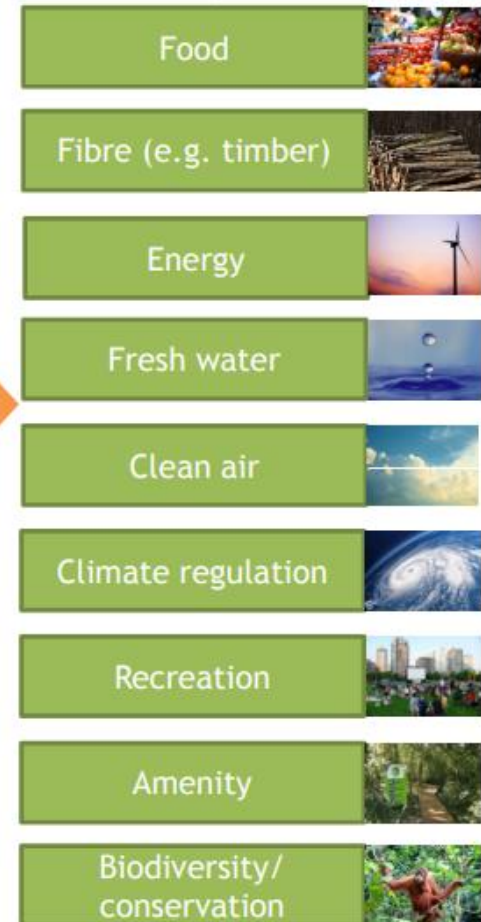 Food
Fibre (e.g. timber)
Energy
Fresh water
Clean air
Climate regulation
Recreation
Amenity
Biodiversity/
conservation